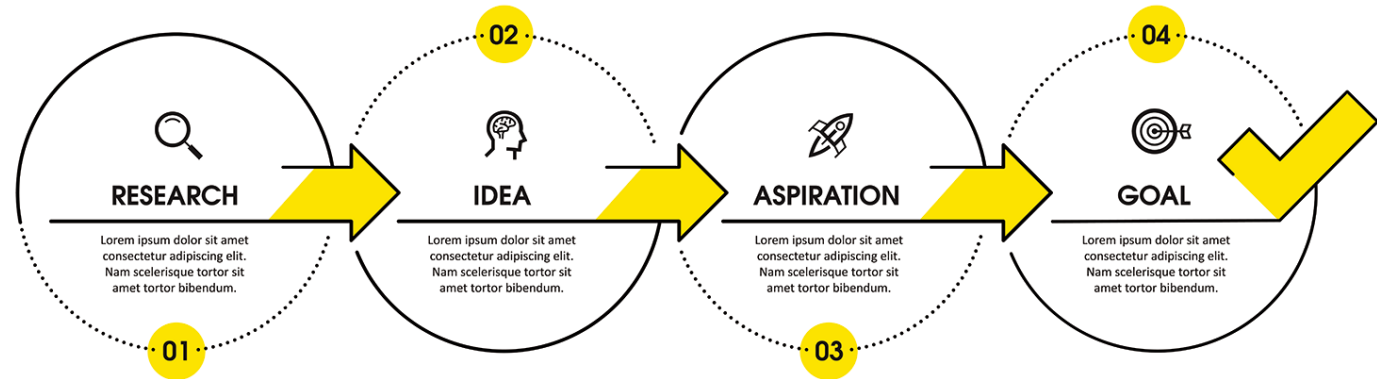 01
RESEARCH
Lorem ipsum dolor sit amet
consectetur adipiscing elit.
Nam scelerisque tortor sit
amet tortor bibendum.
02
IDEA
Lorem ipsum dolor sit amet
consectetur adipiscing elit.
Nam scelerisque tortor sit
amet tortor bibendum.
03
ASPIRATION
Lorem ipsum dolor sit amet
consectetur adipiscing elit.
Nam scelerisque tortor sit
amet tortor bibendum.
04
GOAL
Lorem ipsum dolor sit amet
consectetur adipiscing elit.
Nam scelerisque tortor sit
amet tortor bibendum.